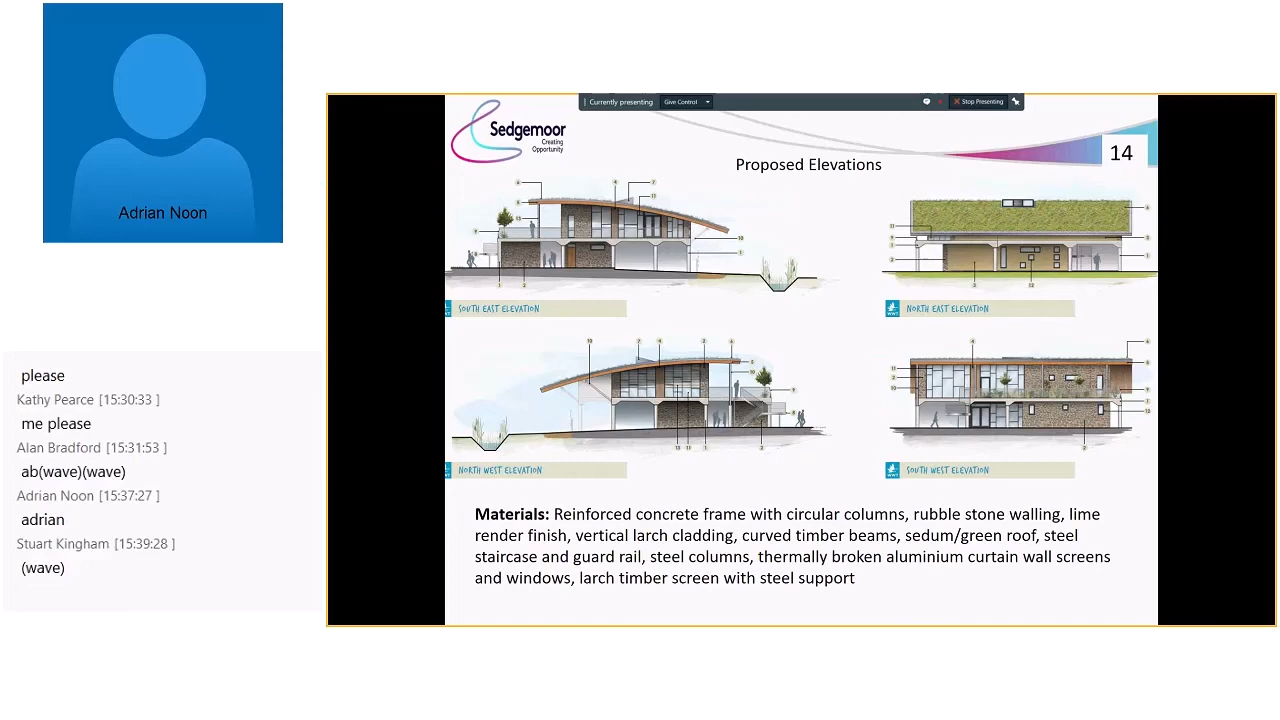 Adrian Noon
please
Kathy Pearce [15:30:33 ]
me please
Alan Bradford [15:31:53 ]
ab(wave)(wave)
Adrian Noon [15:37:27 ]
adrian
Stuart Kingham [15:39:28 ]
(wave)
Currently presenting
Give Control
Stop Presenting
Sedgemoor
Creating
Opportunity
14
Proposed Elevations
SOUTH EAST ELEVATION
WWT
NORTH EAST ELEVATION
NORTH WEST ELEVATION
WWT
SOUTH WEST ELEVATION
Materials: Reinforced concrete frame with circular columns, rubble stone walling, lime
render finish, vertical larch cladding, curved timber beams, sedum/green roof, steel
staircase and guard rail, steel columns, thermally broken aluminium curtain wall screens
and windows, larch timber screen with steel support